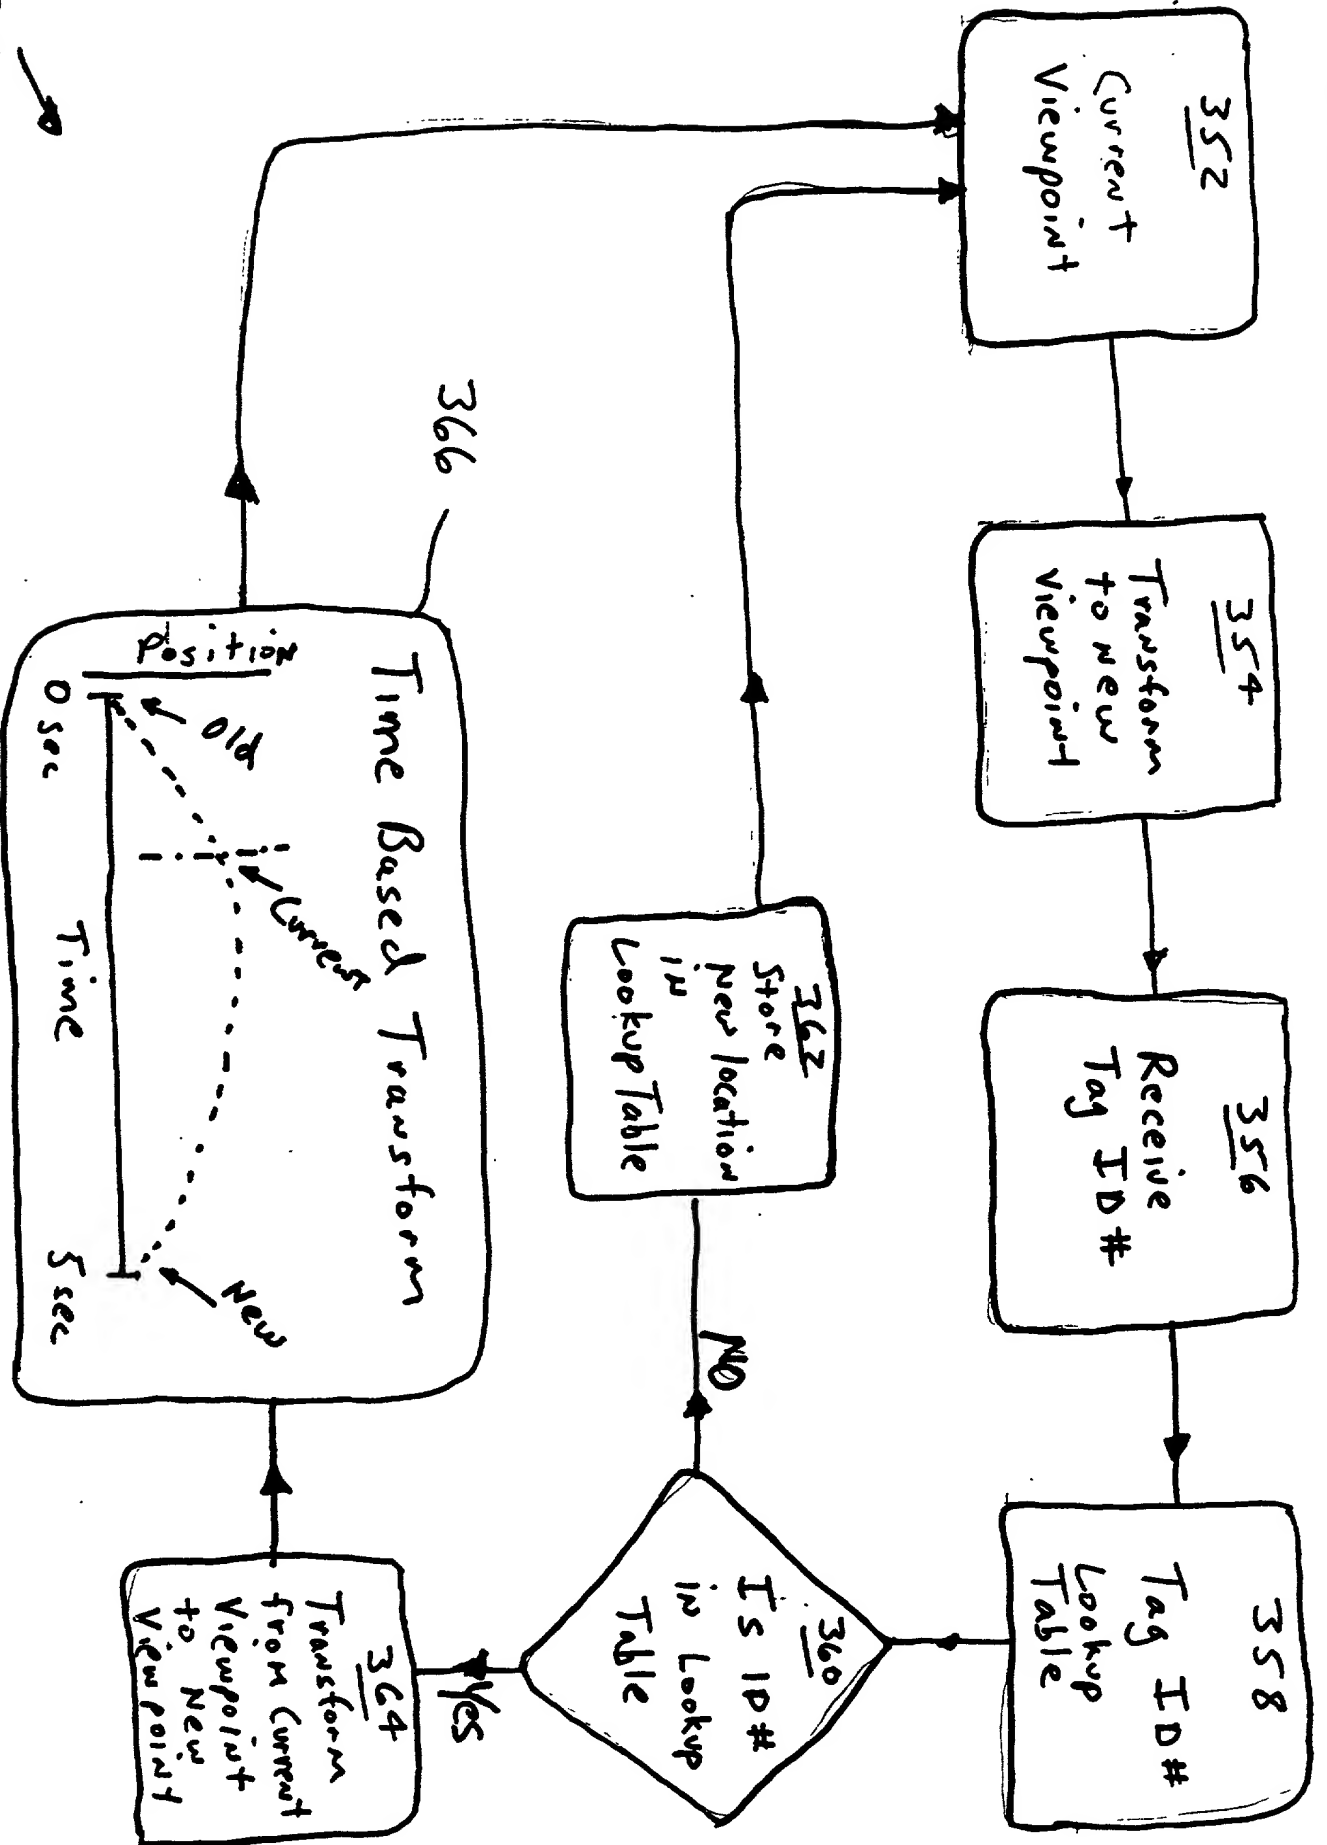 352
Current
Viewpoint
354
Transform
to New
Viewpoint
356
Receive
Tag ID#
358
Tag ID#
Lookup
Table
360
Is ID#
in Lookup
Table
NO
Yes
362
Store
New location
in
Lookup Table
364
Transform
from Current
Viewpoint
to New
Viewpoint
366
Time Based Transform
Position
Old
Current
New
0 sec
Time
5 sec